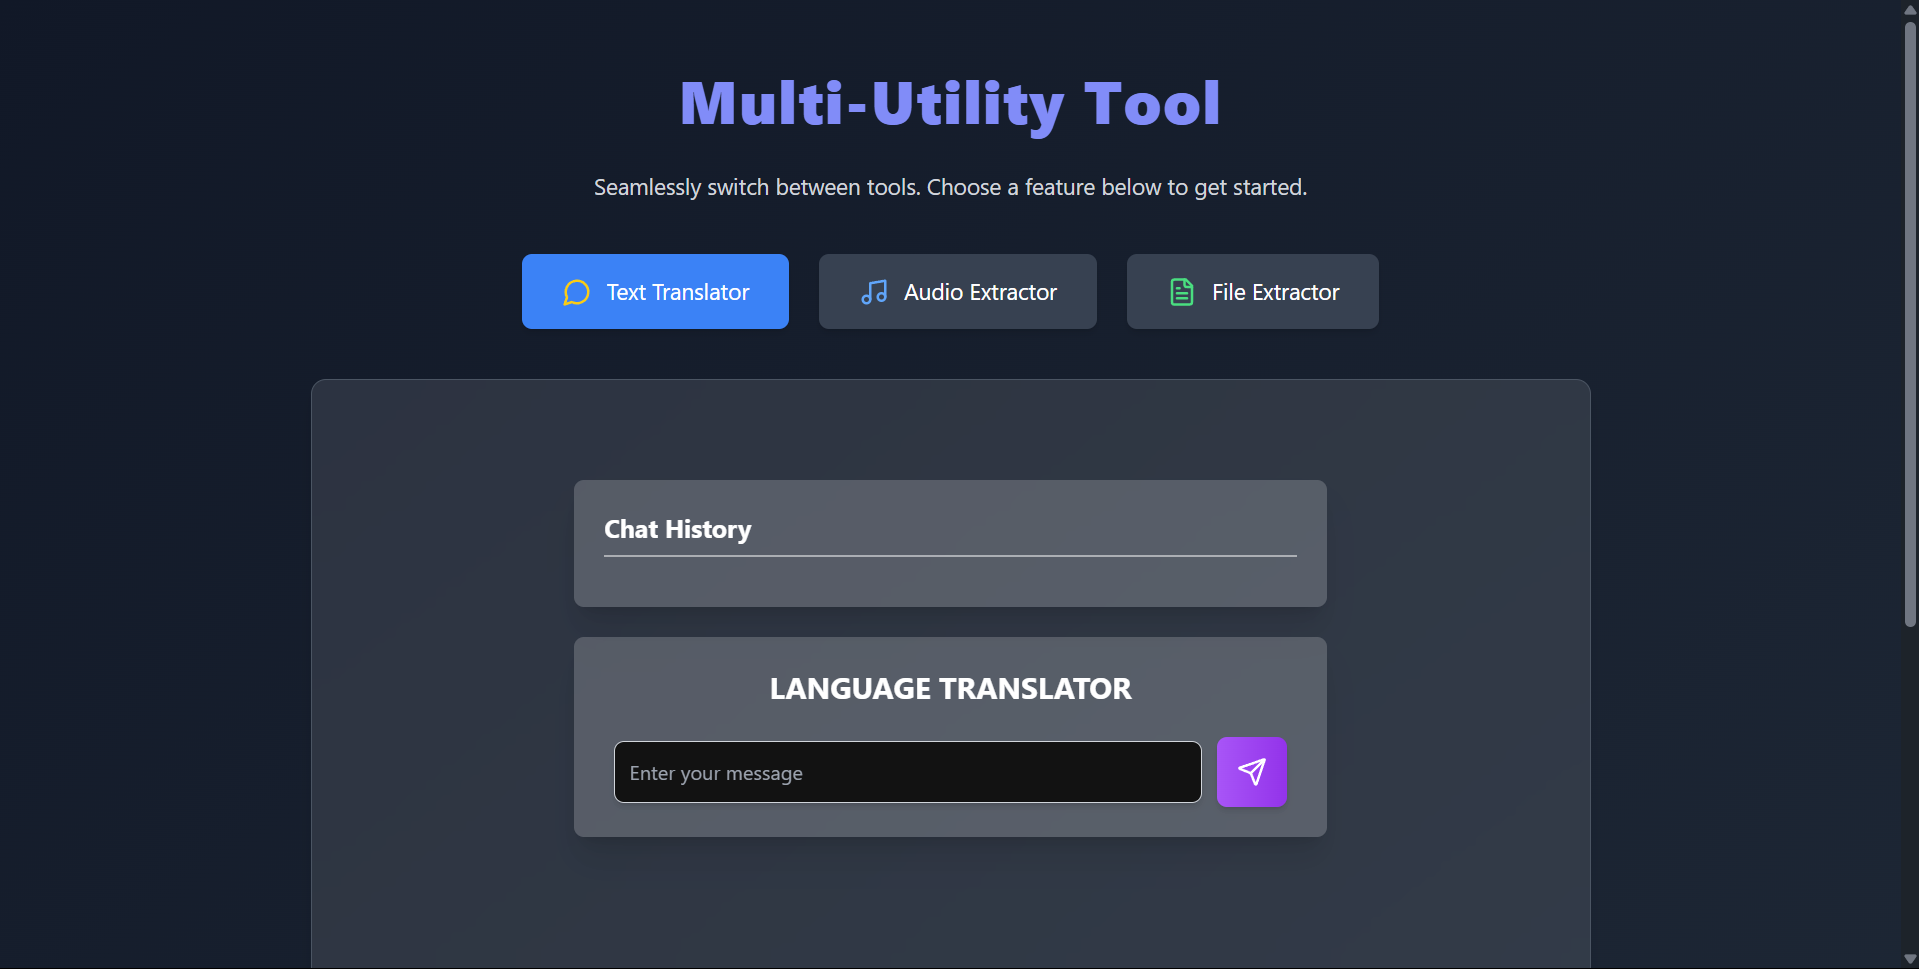 Multi-Utility Tool
Seamlessly switch between tools. Choose a feature below to get started.
Text Translator
Audio Extractor
File Extractor
Chat History
LANGUAGE TRANSLATOR
Enter your message